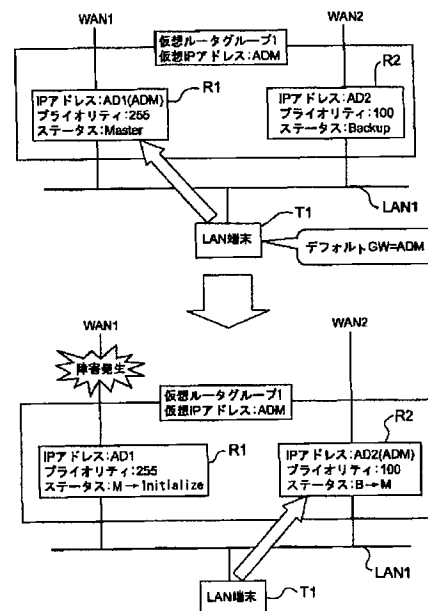 WAN1
WAN2
仮想ルータグループ1
仮想IPアドレス:ADM
R1
R2
IPアドレス:AD1(ADM)
プライオリティ:255
ステータス:Master
IPアドレス:AD2
プライオリティ:100
ステータス:Backup
LAN1
T1
LAN端末
デフォルトGW=ADM
WAN1
WAN2
障害発生
仮想ルータグループ1
仮想IPアドレス:ADM
R1
R2
IPアドレス:AD1
プライオリティ:255
ステータス:M→Initialize
IPアドレス:AD2(ADM)
プライオリティ:100
ステータス:B→M
LAN1
LAN端末
T1